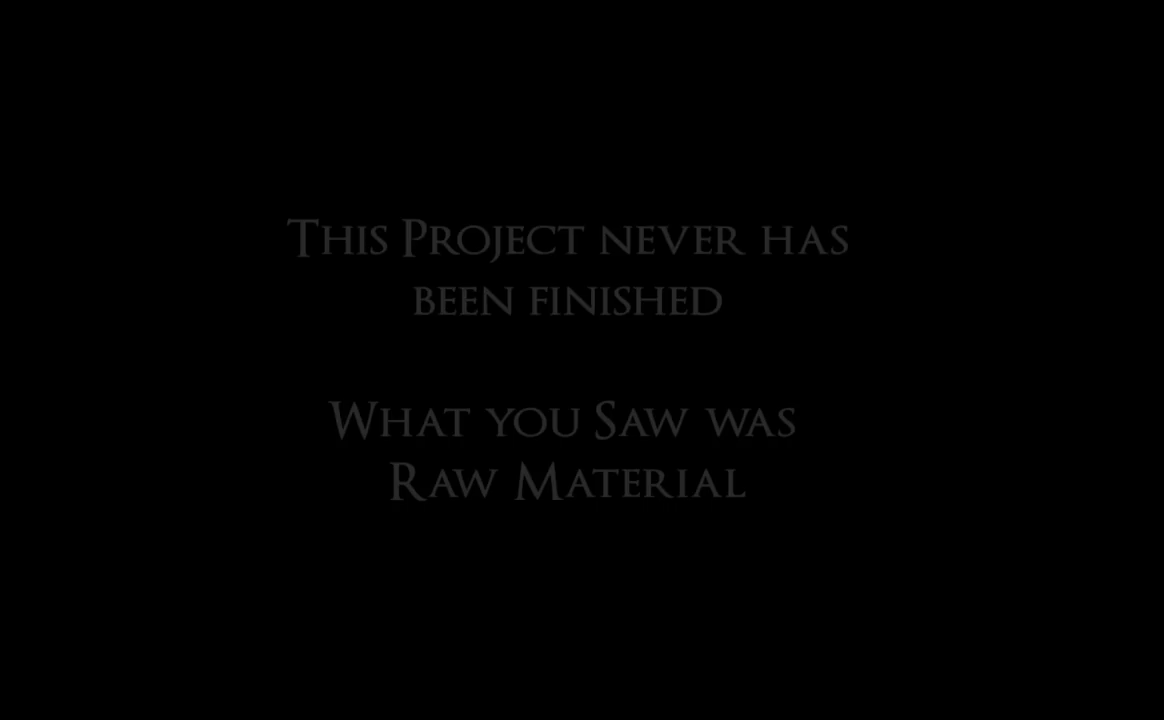 This Project never has
been finished
What you Saw was
Raw Material